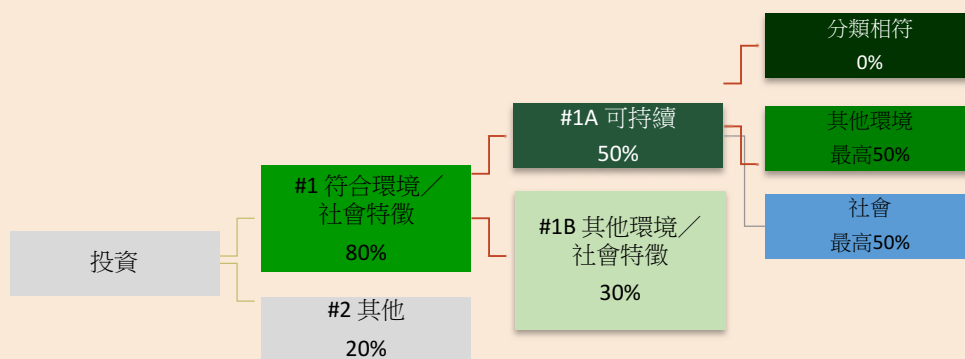 投資
#1 符合環境／
社會特徵
80%
#2 其他
20%
#1A 可持續
50%
#1B 其他環境／
社會特徵
30%
分類相符
0%
其他環境
最高50%
社會
最高50%